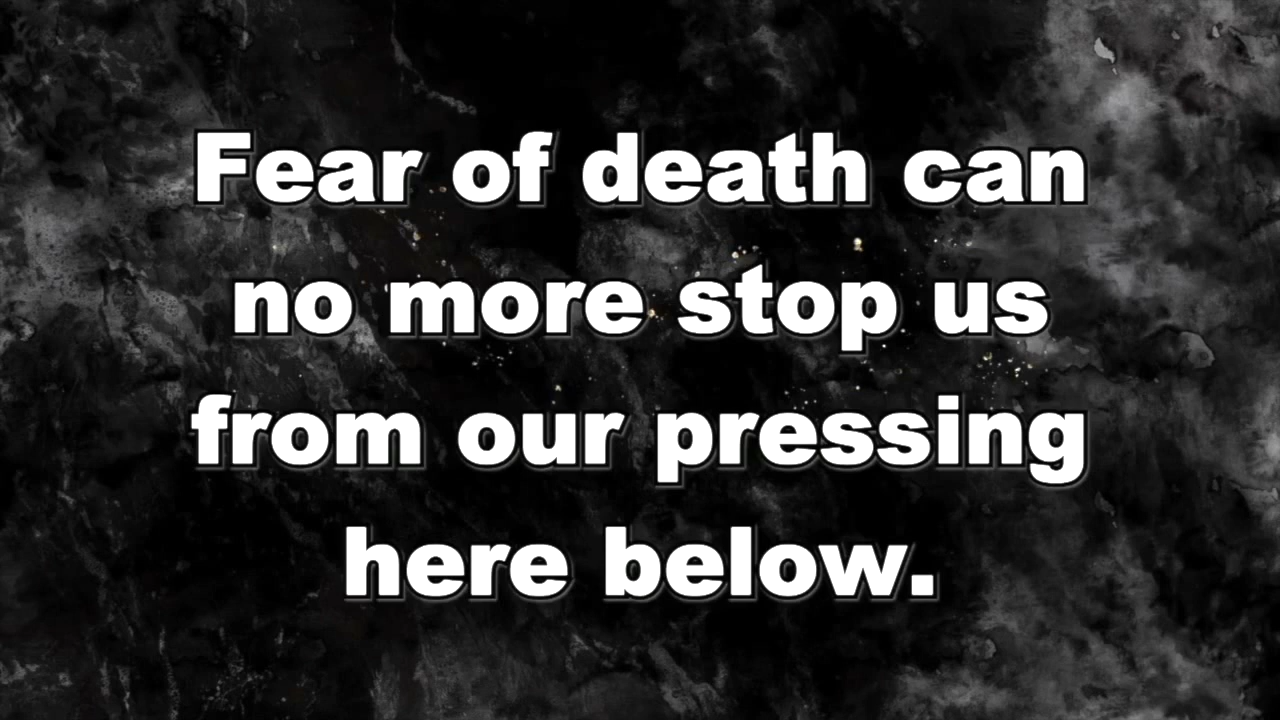 Fear of death can
no more stop us
from our pressing
here below.